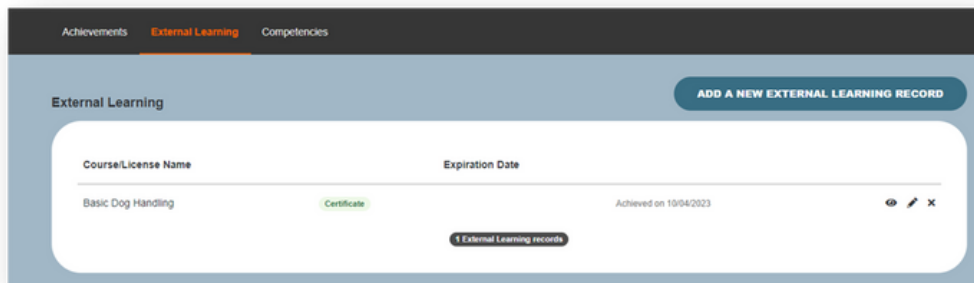 Achievements External Learning Competencies
External Learning
ADD A NEW EXTERNAL LEARNING RECORD
Course/License Name Expiration Date
Basic Dog Handling Certificate Achieved on 10/04/2023
1 External Learning records